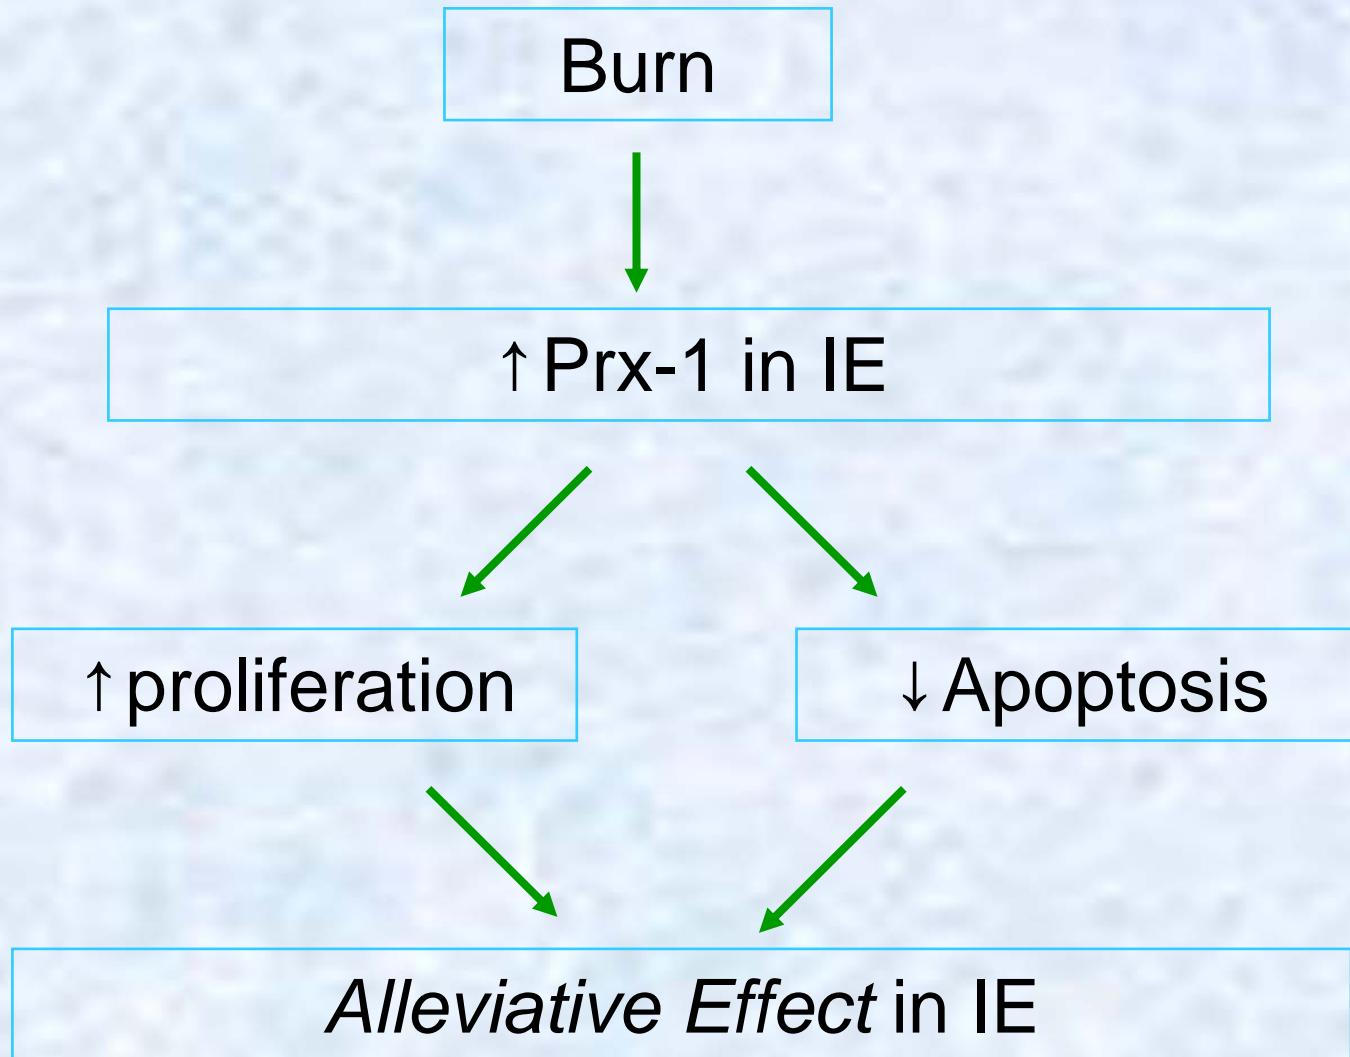 Burn
↑Prx-1 in IE
↑proliferation
↓Apoptosis
Alleviative Effect in IE